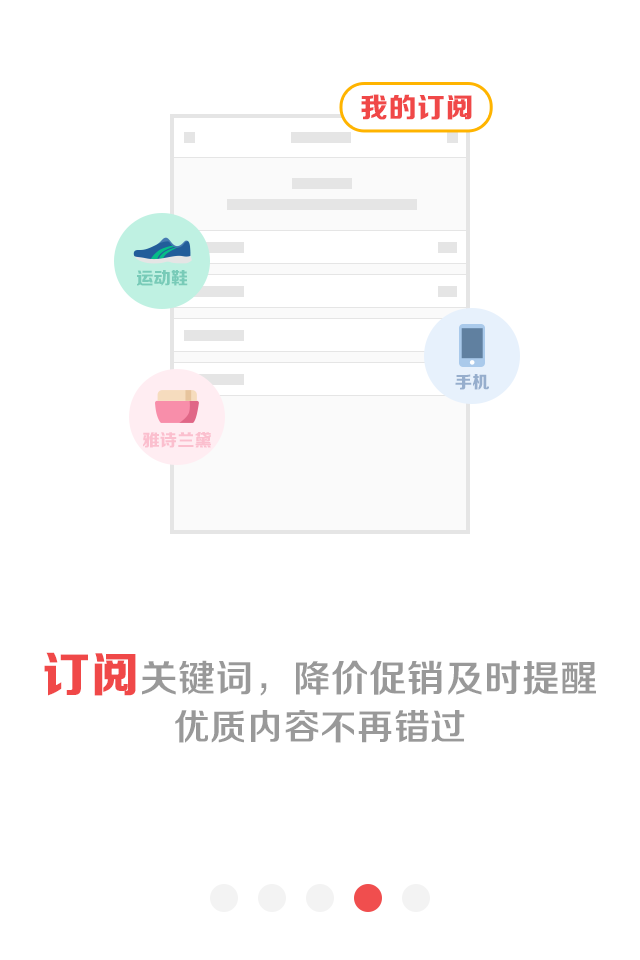 我的订阅
运动鞋
手机
雅诗兰黛
订阅关键词，降价促销及时提醒
优质内容不再错过